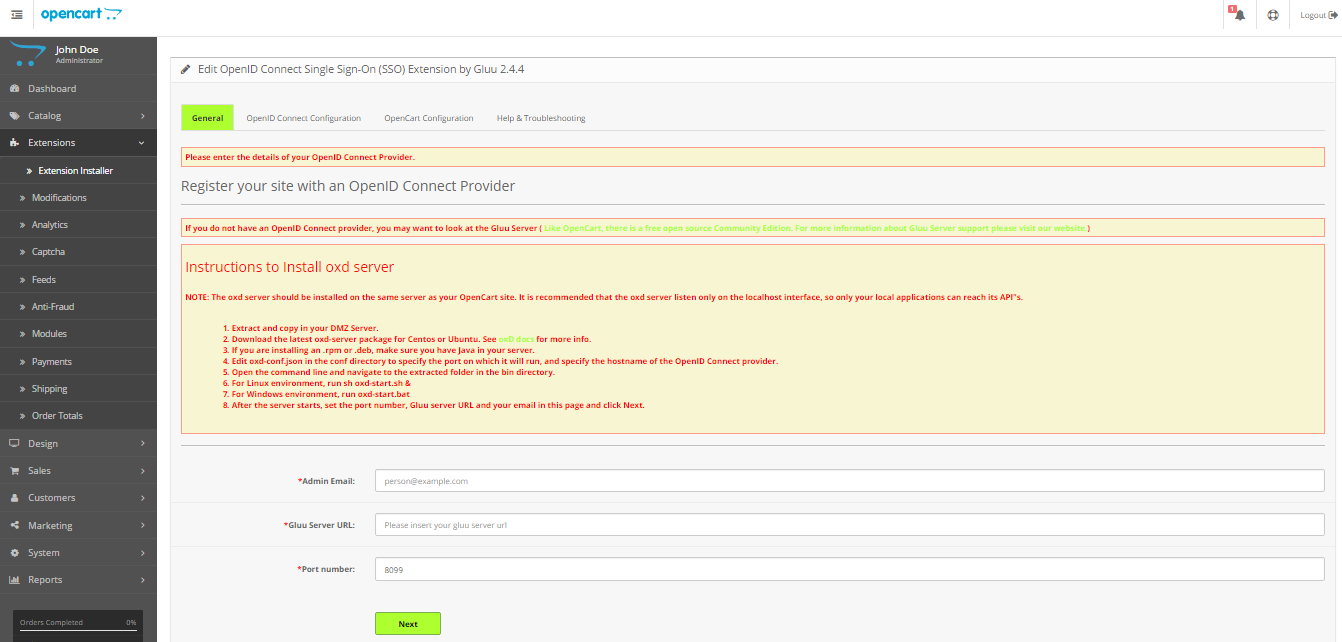 opencart
1
Logout
John Doe
Administrator
Dashboard
Catalog
Extensions
Extension Installer
Modifications
Analytics
Captcha
Feeds
Anti-Fraud
Modules
Payments
Shipping
Order Totals
Design
Sales
Customers
Marketing
System
Reports
Orders Completed 0%
Edit OpenID Connect Single Sign-On (SSO) Extension by Gluu 2.4.4
General OpenID Connect Configuration OpenCart Configuration Help & Troubleshooting
Please enter the details of your OpenID Connect Provider.
Register your site with an OpenID Connect Provider
If you do not have an OpenID Connect provider, you may want to look at the Gluu Server ( Like OpenCart, there is a free open source Community Edition. For more information about Gluu Server support please visit our website.)
Instructions to Install oxd server
NOTE: The oxd server should be installed on the same server as your OpenCart site. It is recommended that the oxd server listen only on the localhost interface, so only your local applications can reach its API"s.
1. Extract and copy in your DMZ Server.
2. Download the latest oxd-server package for Centos or Ubuntu. See oxD docs for more info.
3. If you are installing an .rpm or .deb, make sure you have Java in your server.
4. Edit oxd-conf.json in the conf directory to specify the port on which it will run, and specify the hostname of the OpenID Connect provider.
5. Open the command line and navigate to the extracted folder in the bin directory.
6. For Linux environment, run sh oxd-start.sh &
7. For Windows environment, run oxd-start.bat
8. After the server starts, set the port number, Gluu server URL and your email in this page and click Next.
*Admin Email: person@example.com
*Gluu Server URL: Please insert your gluu server url
*Port number: 8099
Next